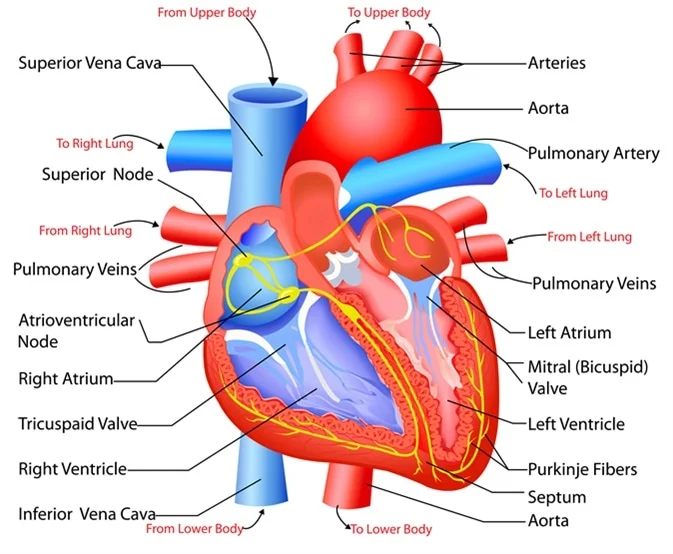 From Upper Body
To Upper Body
Superior Vena Cava
Arteries
Aorta
To Right Lung
Pulmonary Artery
Superior Node
To Left Lung
From Right Lung
From Left Lung
Pulmonary Veins
Pulmonary Veins
Atrioventricular
Node
Left Atrium
Right Atrium
Mitral (Bicuspid)
Valve
Tricuspaid Valve
Left Ventricle
Right Ventricle
Purkinje Fibers
Septum
Inferior Vena Cava
Aorta
From Lower Body
To Lower Body